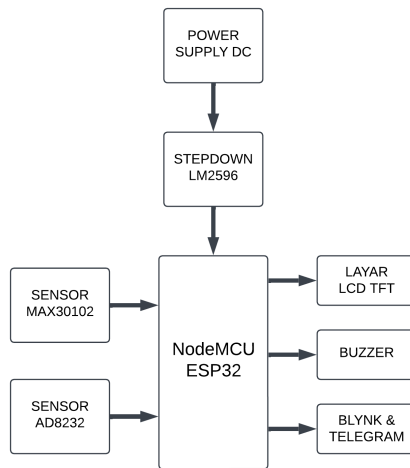 POWER
SUPPLY DC
STEPDOWN
LM2596
SENSOR
MAX30102
SENSOR
AD8232
NodeMCU
ESP32
LAYAR
LCD TFT
BUZZER
BLYNK &
TELEGRAM